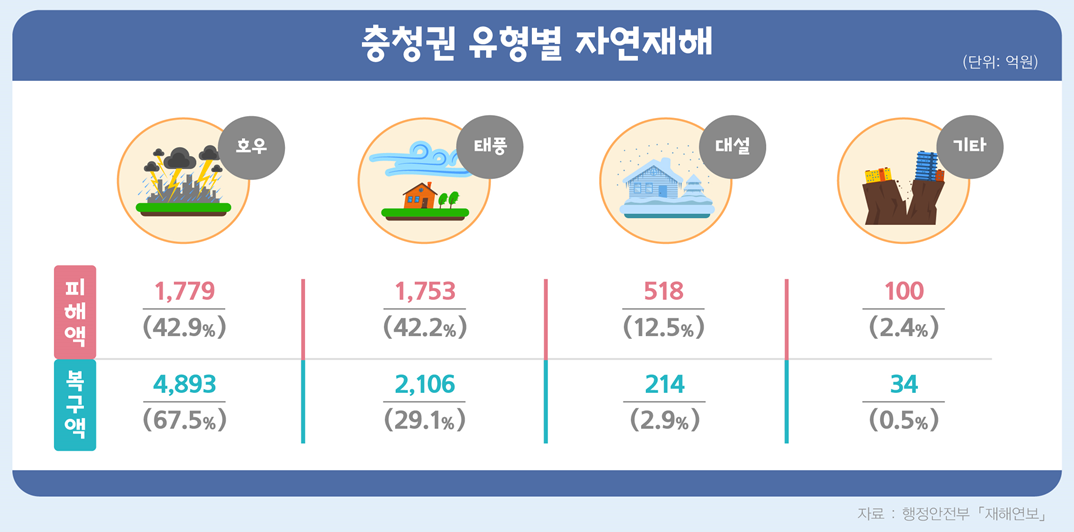 충청권 유형별 자연재해
(단위: 억원)
호우
태풍
대설
기타
피해액
1,779
(42.9%)
1,753
(42.2%)
518
(12.5%)
100
(2.4%)
복구액
4,893
(67.5%)
2,106
(29.1%)
214
(2.9%)
34
(0.5%)
자료 : 행정안전부「재해연보」